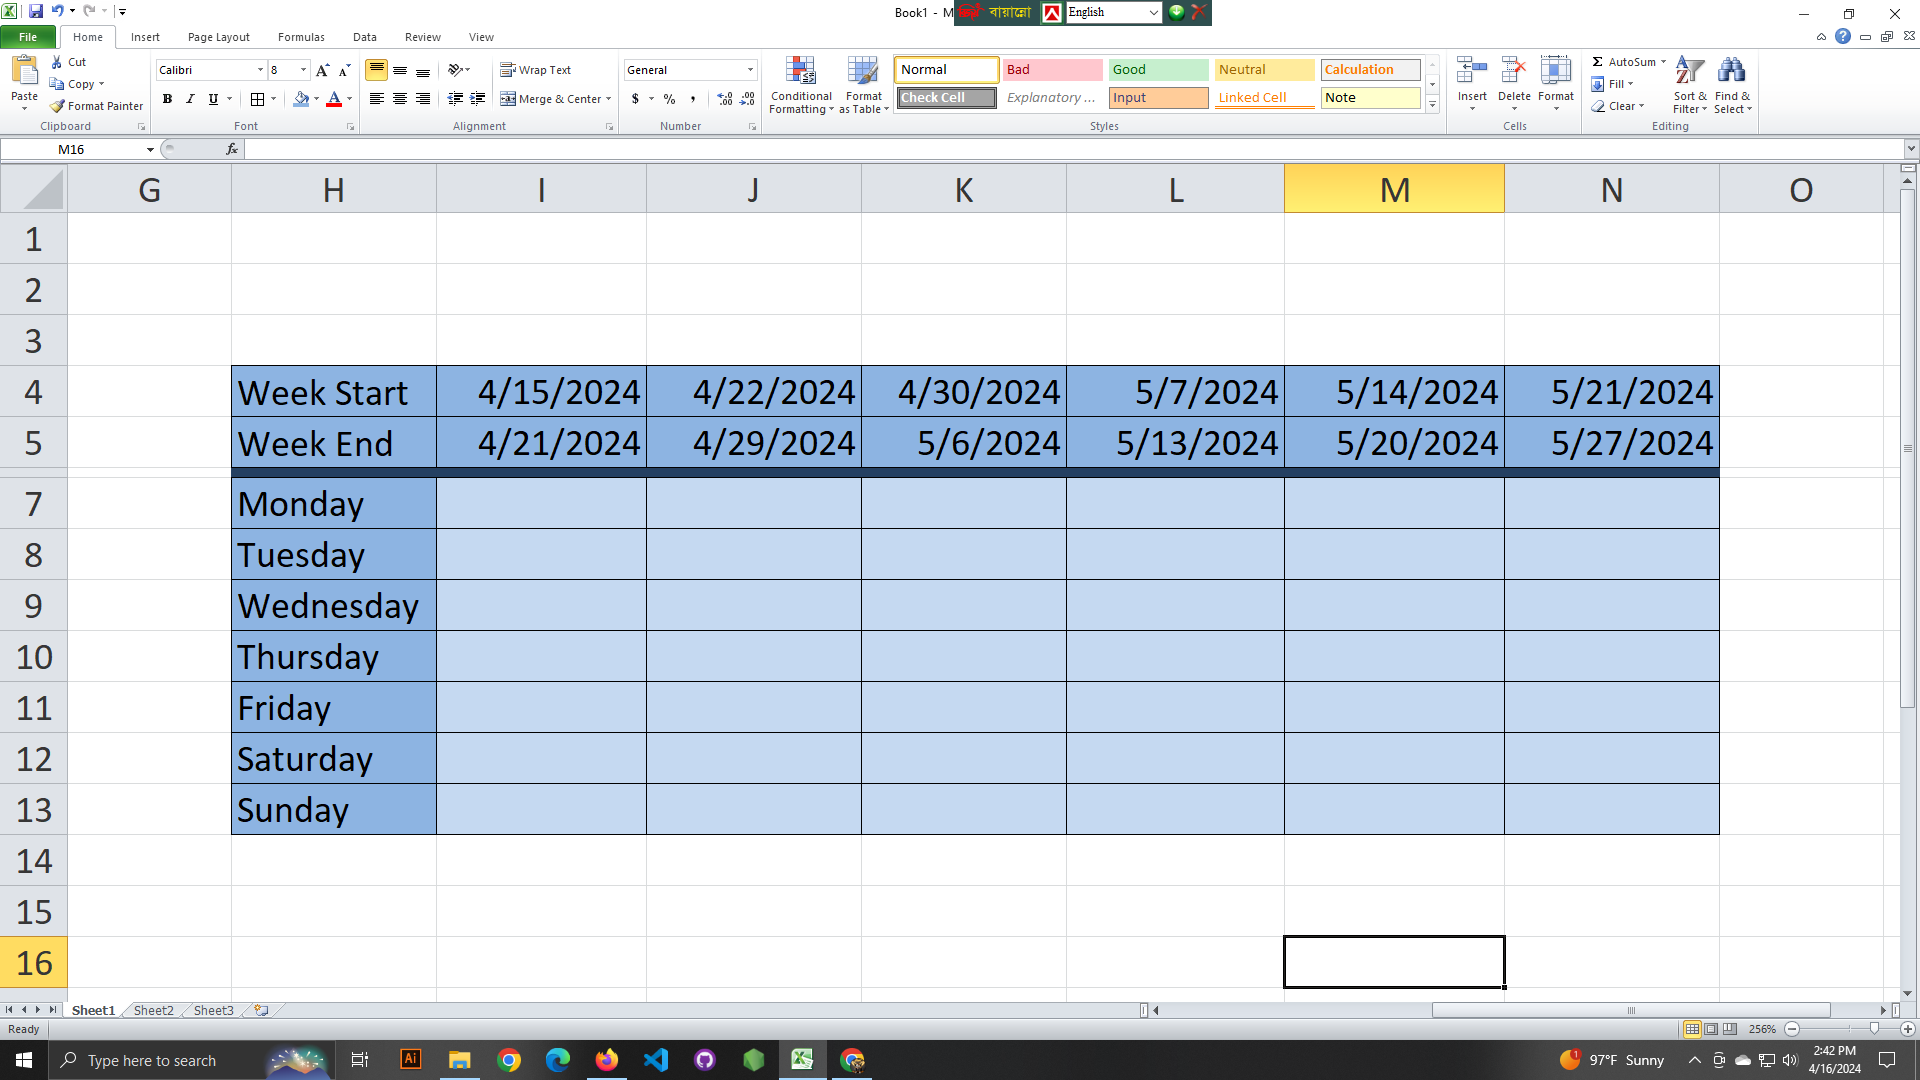 Book1 - M
বায়ান্নো
English
File Home Insert Page Layout Formulas Data Review View
Paste
Cut
Copy
Format Painter
Clipboard
Calibri 8
B I U
Font
Wrap Text
Merge & Center
Alignment
General
$ % ,
Number
Conditional Formatting
Format as Table
Normal Bad Good Neutral Calculation
Check Cell Explanatory ... Input Linked Cell Note
Styles
Insert Delete Format
Cells
Σ AutoSum
Fill
Clear
Sort & Filter
Find & Select
Editing
M16 fx
G H I J K L M N O
1
2
3
4 Week Start 4/15/2024 4/22/2024 4/30/2024 5/7/2024 5/14/2024 5/21/2024
5 Week End 4/21/2024 4/29/2024 5/6/2024 5/13/2024 5/20/2024 5/27/2024
7 Monday
8 Tuesday
9 Wednesday
10 Thursday
11 Friday
12 Saturday
13 Sunday
14
15
16
Sheet1 Sheet2 Sheet3
Ready 256%
Type here to search
Ai
1
97°F Sunny
2:42 PM
4/16/2024